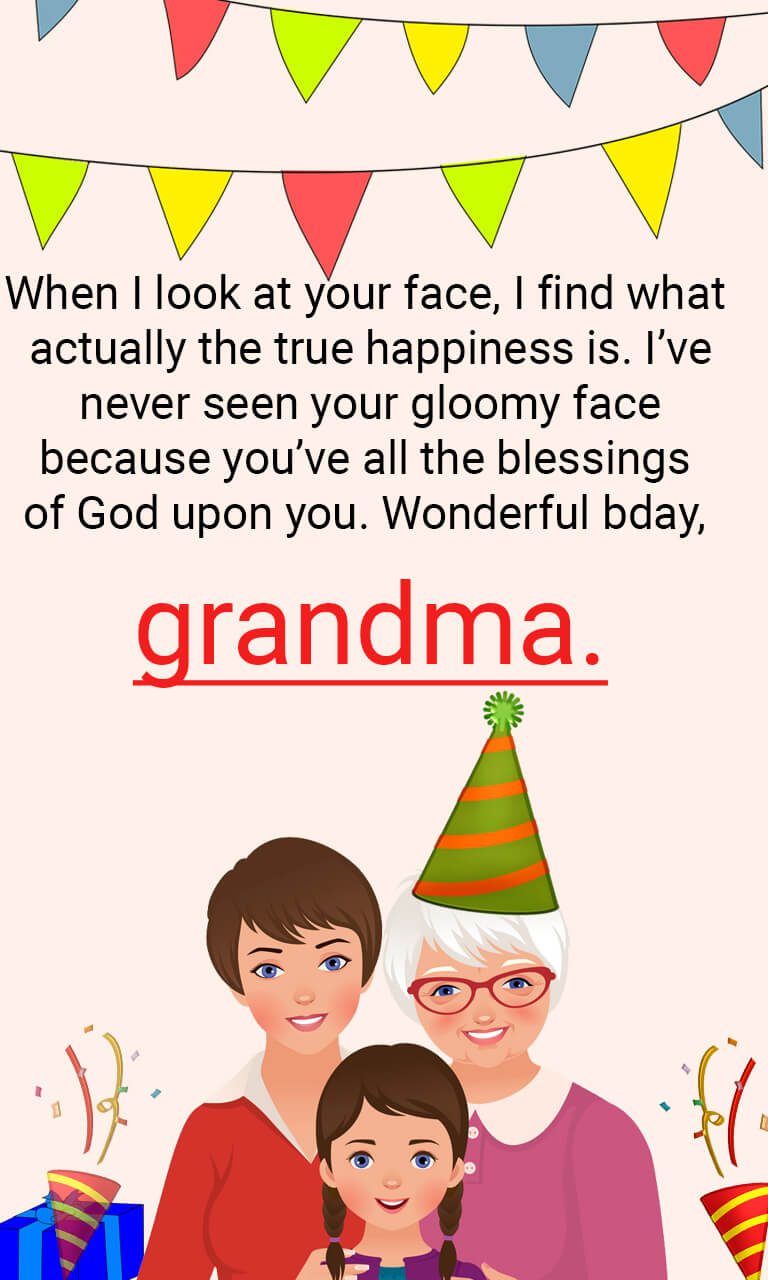 When I look at your face, I find what
actually the true happiness is. I’ve
never seen your gloomy face
because you’ve all the blessings
of God upon you. Wonderful bday,
grandma.